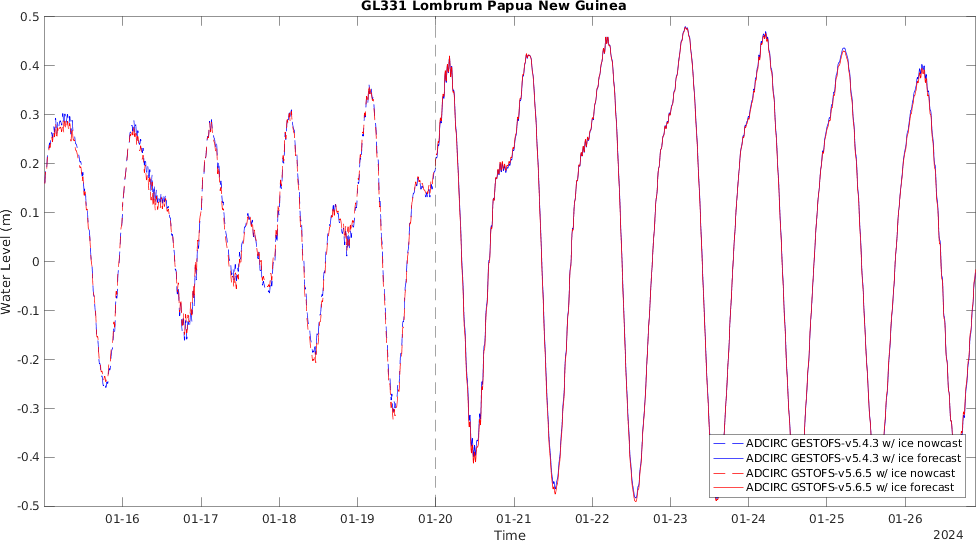 GL331 Lombrum Papua New Guinea
0.5
0.4
0.3
0.2
0.1
0
-0.1
-0.2
-0.3
-0.4
-0.5
Water Level (m)
ADCIRC GESTOFS-v5.4.3 w/ ice nowcast
ADCIRC GESTOFS-v5.4.3 w/ ice forecast
ADCIRC GSTOFS-v5.6.5 w/ ice nowcast
ADCIRC GSTOFS-v5.6.5 w/ ice forecast
01-16 01-17 01-18 01-19 01-20 01-21 01-22 01-23 01-24 01-25 01-26
Time
2024